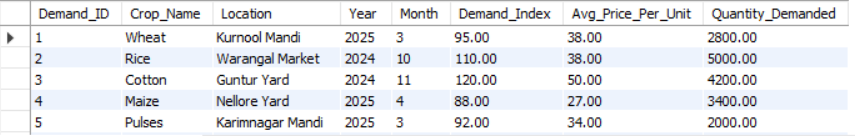 Demand_ID Crop_Name Location Year Month Demand_Index Avg_Price_Per_Unit Quantity_Demanded
1 Wheat Kurnool Mandi 2025 3 95.00 38.00 2800.00
2 Rice Warangal Market 2024 10 110.00 38.00 5000.00
3 Cotton Guntur Yard 2024 11 120.00 50.00 4200.00
4 Maize Nellore Yard 2025 4 88.00 27.00 3400.00
5 Pulses Karimnagar Mandi 2025 3 92.00 34.00 2000.00